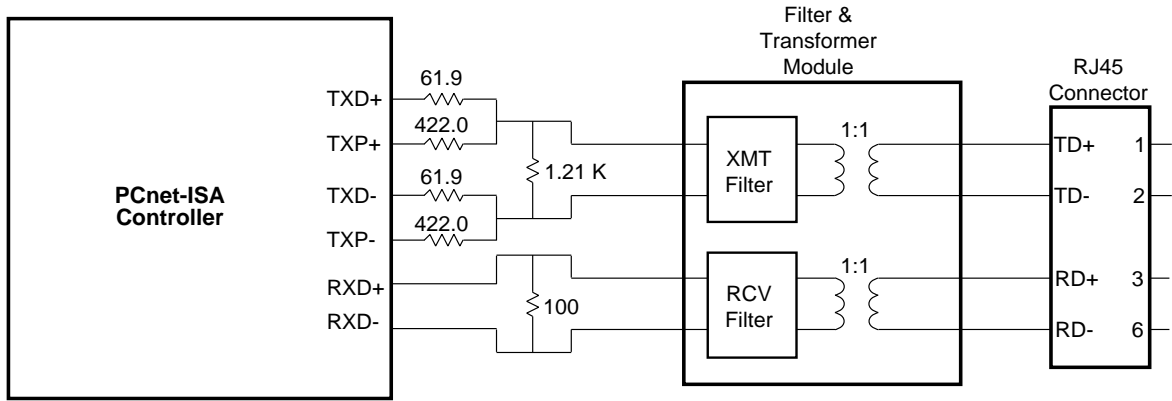 Filter &
Transformer
Module
RJ45
Connector
PCnet-ISA
Controller
TXD+
61.9
TXP+
422.0
TXD-
61.9
TXP-
422.0
RXD+
RXD-
1.21 K
100
XMT
Filter
1:1
RCV
Filter
1:1
TD+ 1
TD- 2
RD+ 3
RD- 6